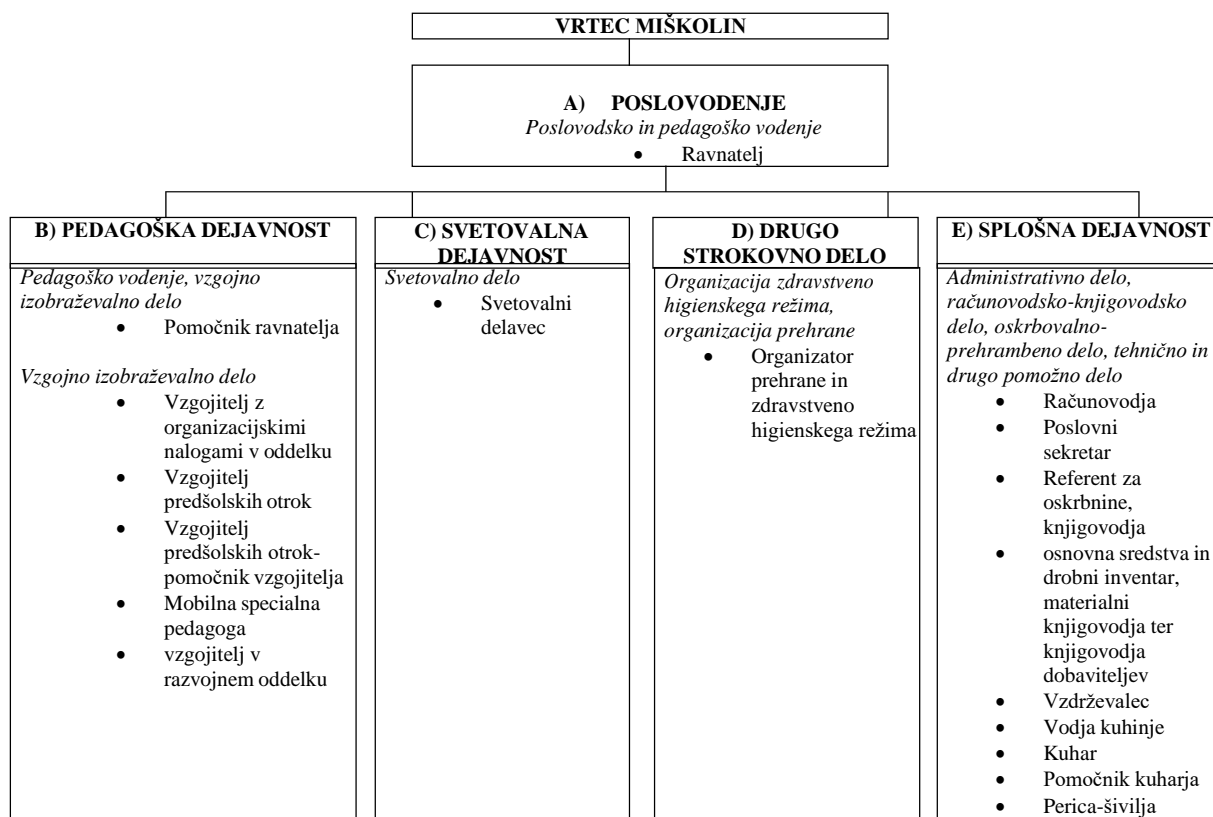 VRTEC MIŠKOLIN
A) POSLOVODENJE
Poslovodsko in pedagoško vodenje
• Ravnatelj
B) PEDAGOŠKA DEJAVNOST
Pedagoško vodenje, vzgojno
izobraževalno delo
• Pomočnik ravnatelja
Vzgojno izobraževalno delo
• Vzgojitelj z
organizacijskimi
nalogami v oddelku
• Vzgojitelj
predšolskih otrok
• Vzgojitelj
predšolskih otrok-
pomočnik vzgojitelja
• Mobilna specialna
pedagoga
• vzgojitelj v
razvojnem oddelku
C) SVETOVALNA
DEJAVNOST
Svetovalno delo
• Svetovalni
delavec
D) DRUGO
STROKOVNO DELO
Organizacija zdravstveno
higienskega režima,
organizacija prehrane
• Organizator
prehrane in
zdravstveno
higienskega režima
E) SPLOŠNA DEJAVNOST
Administrativno delo,
računovodsko-knjigovodsko
delo, oskrbovalno-
prehrambeno delo, tehnično in
drugo pomožno delo
• Računovodja
• Poslovni
sekretar
• Referent za
oskrbnine,
knjigovodja
• osnovna sredstva in
drobni inventar,
materialni
knjigovodja ter
knjigovodja
dobaviteljev
• Vzdrževalec
• Vodja kuhinje
• Kuhar
• Pomočnik kuharja
• Perica-šivilja